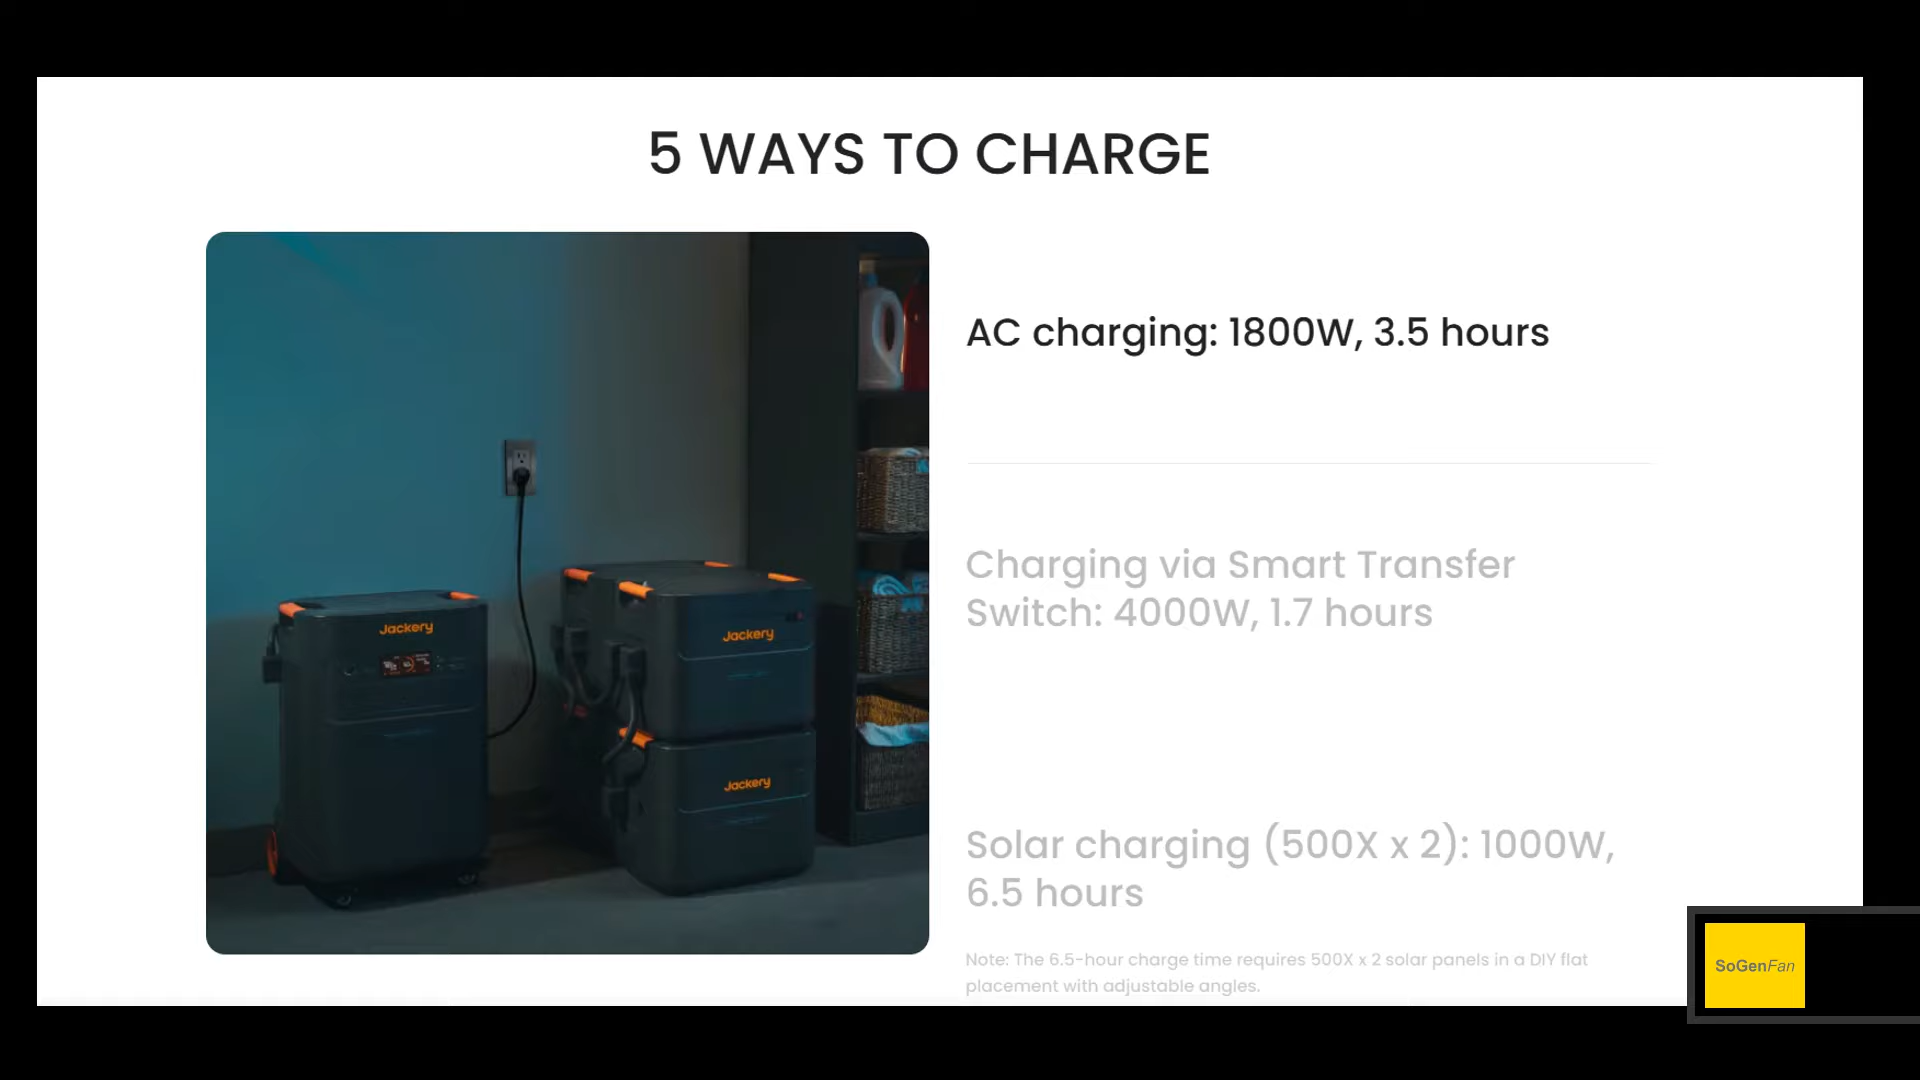 5 WAYS TO CHARGE
AC charging: 1800W, 3.5 hours
Jackery
Jackery
Jackery
Charging via Smart Transfer
Switch: 4000W, 1.7 hours
Solar charging (500X x 2): 1000W,
6.5 hours
Note: The 6.5-hour charge time requires 500X x 2 solar panels in a DIY flat
placement with adjustable angles.
SoGenFan